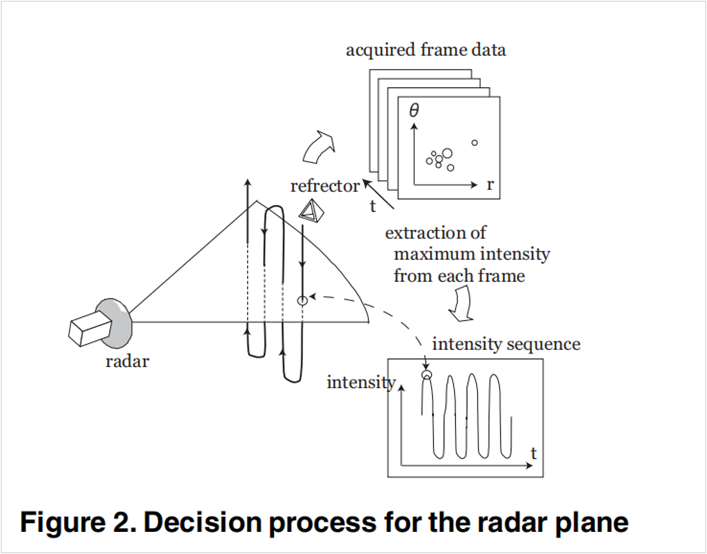 acquired frame data
θ
r
t
refrector
extraction of
maximum intensity
from each frame
radar
intensity sequence
intensity
t
Figure 2. Decision process for the radar plane